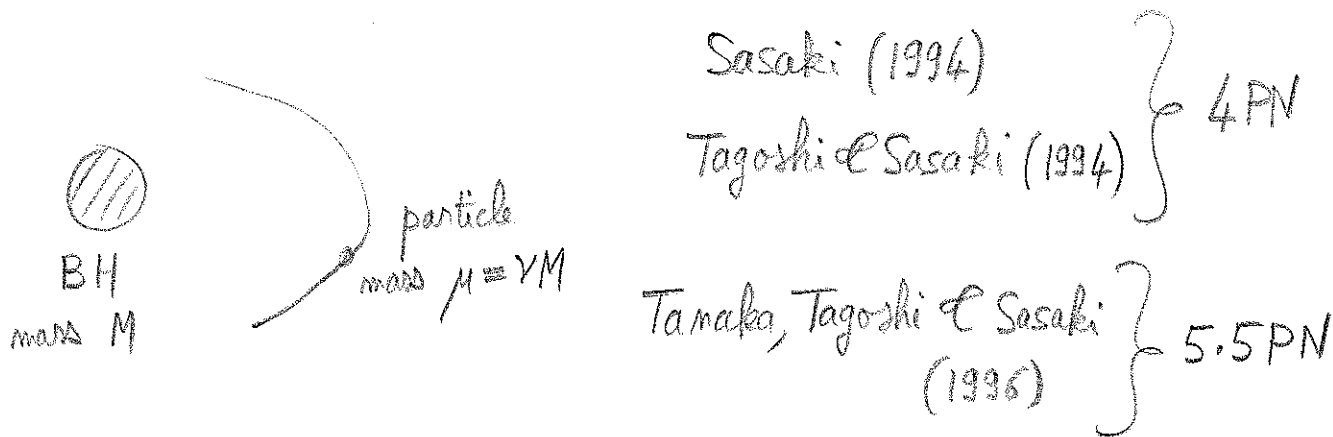 BH
mass M
particle
mass μ = νM
Sasaki (1994)
Tagoshi & Sasaki (1994)
4PN
Tanaka, Tagoshi & Sasaki
(1996)
5.5PN